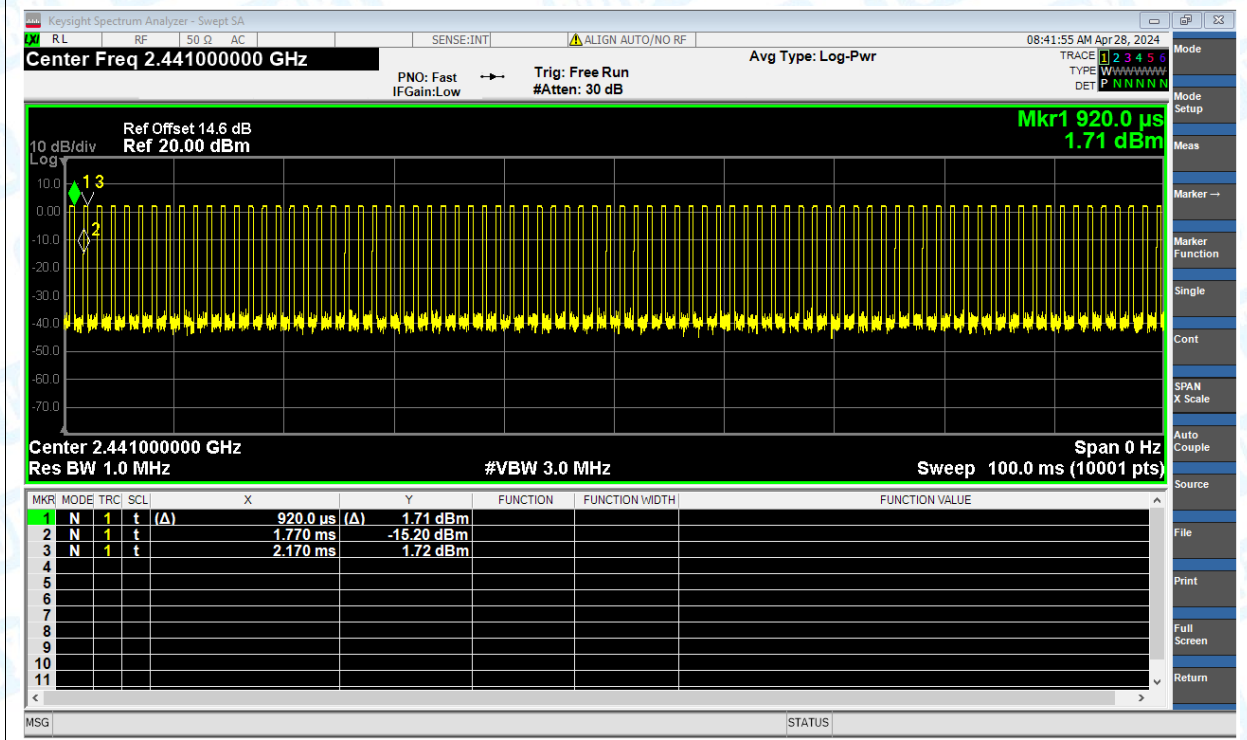 Keysight Spectrum Analyzer - Swept SA
LXI RL RF 50 Ω AC SENSE:INT ALIGN AUTO/NO RF 08:41:55 AM Apr 28, 2024
Center Freq 2.441000000 GHz
Avg Type: Log-Pwr
TRACE 1 2 3 4 5 6
TYPE WWWWWWW
DET P N N N N N
PNO: Fast
IFGain:Low
Trig: Free Run
#Atten: 30 dB
Mkr1 920.0 µs
1.71 dBm
Ref Offset 14.6 dB
10 dB/div Ref 20.00 dBm
Log
10.0
0.00
-10.0
-20.0
-30.0
-40.0
-50.0
-60.0
-70.0
1 3
2
Center 2.441000000 GHz Span 0 Hz
Res BW 1.0 MHz #VBW 3.0 MHz Sweep 100.0 ms (10001 pts)
MKR MODE TRC SCL X Y FUNCTION FUNCTION WIDTH FUNCTION VALUE
1 N 1 t (Δ) 920.0 µs (Δ) 1.71 dBm
2 N 1 t 1.770 ms -15.20 dBm
3 N 1 t 2.170 ms 1.72 dBm
4
5
6
7
8
9
10
11
MSG STATUS
Mode
Mode
Setup
Meas
Marker →
Marker
Function
Single
Cont
SPAN
X Scale
Auto
Couple
Source
File
Print
Full
Screen
Return